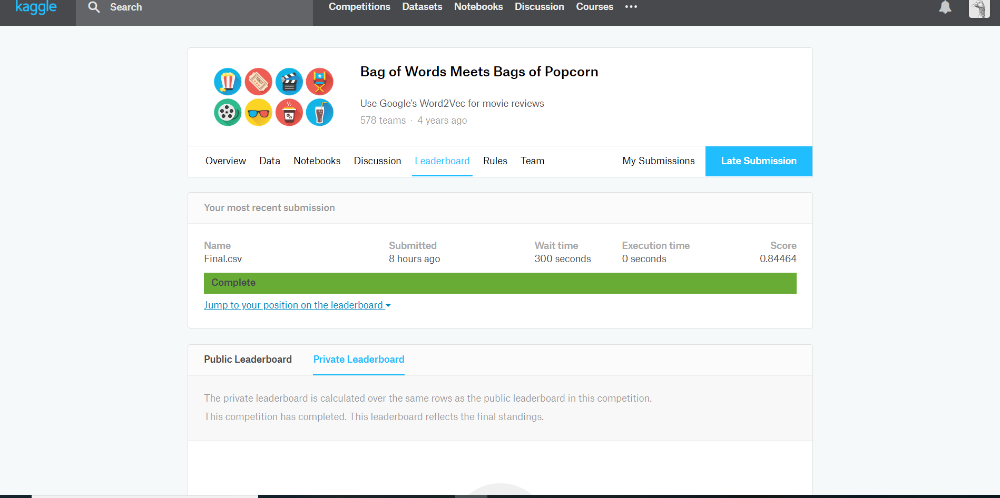 kaggle Search Competitions Datasets Notebooks Discussion Courses
Bag of Words Meets Bags of Popcorn
TICKET
Use Google's Word2Vec for movie reviews
578 teams · 4 years ago
Overview Data Notebooks Discussion Leaderboard Rules Team My Submissions Late Submission
Your most recent submission
Name Submitted Wait time Execution time Score
Final.csv 8 hours ago 300 seconds 0 seconds 0.84464
Complete
Jump to your position on the leaderboard
Public Leaderboard Private Leaderboard
The private leaderboard is calculated over the same rows as the public leaderboard in this competition.
This competition has completed. This leaderboard reflects the final standings.